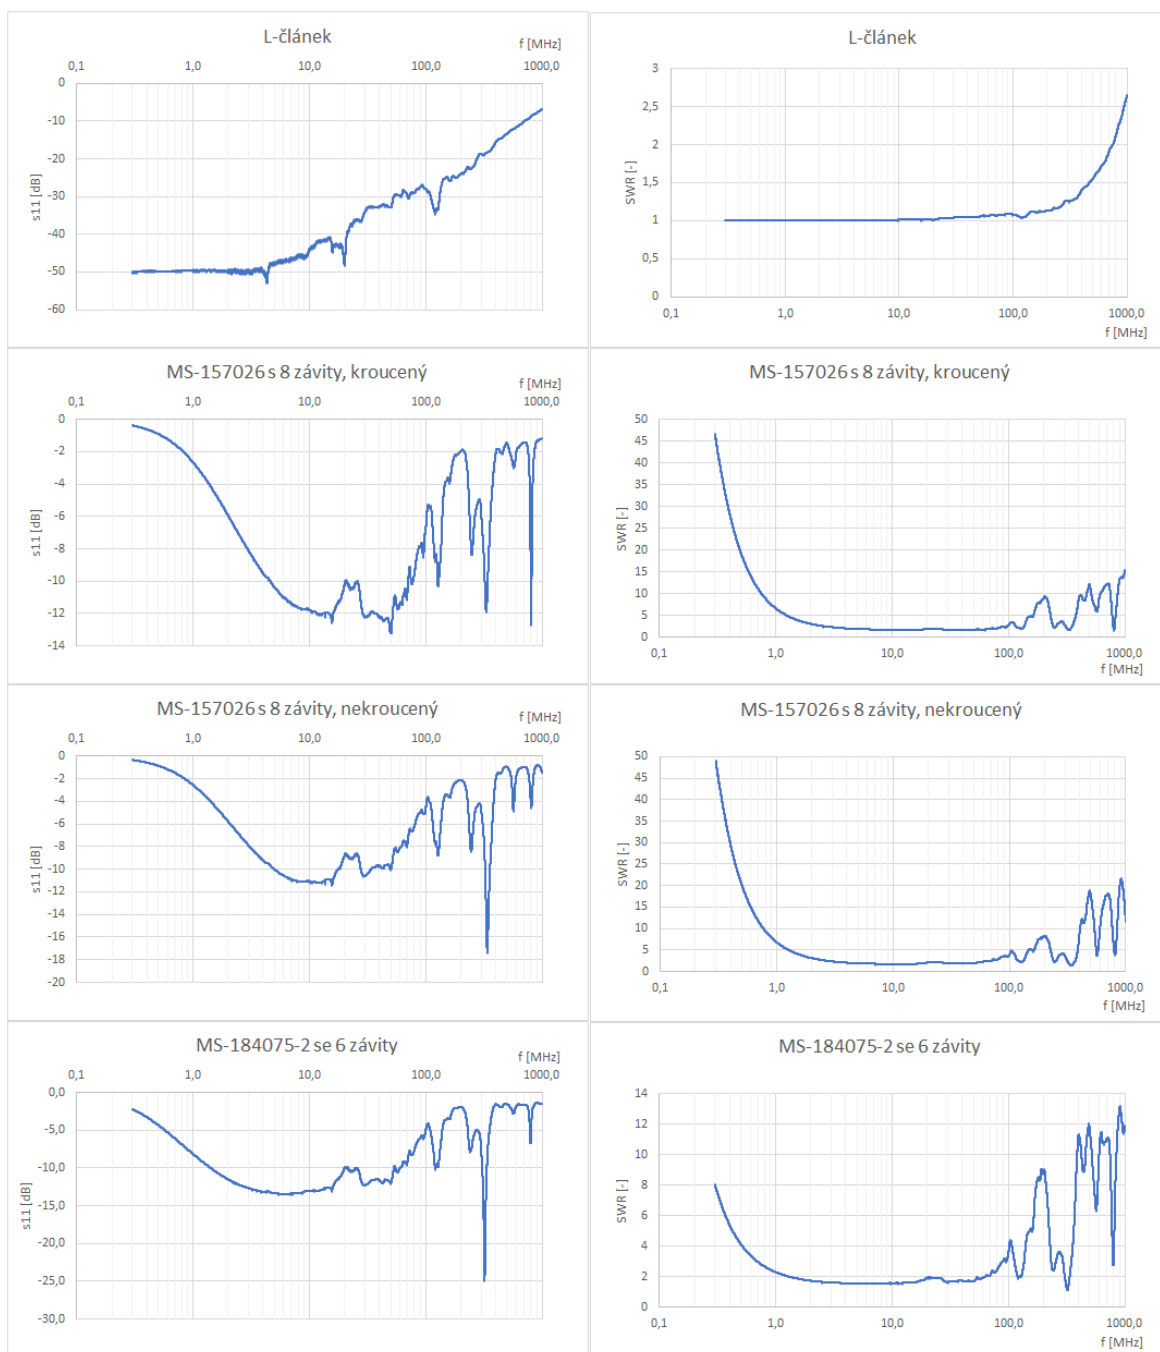 L-článek
f [MHz]
0,1 1,0 10,0 100,0 1000,0
0
-10
-20
-30
-40
-50
-60
s11 [dB]
L-článek
3
2,5
2
1,5
1
0,5
0
SWR [-]
0,1 1,0 10,0 100,0 1000,0
f [MHz]
MS-157026 s 8 závity, kroucený
f [MHz]
0,1 1,0 10,0 100,0 1000,0
0
-2
-4
-6
-8
-10
-12
-14
s11 [dB]
MS-157026 s 8 závity, kroucený
50
45
40
35
30
25
20
15
10
5
0
SWR [-]
0,1 1,0 10,0 100,0 1000,0
f [MHz]
MS-157026 s 8 závity, nekroucený
f [MHz]
0,1 1,0 10,0 100,0 1000,0
0
-2
-4
-6
-8
-10
-12
-14
-16
-18
-20
s11 [dB]
MS-157026 s 8 závity, nekroucený
50
45
40
35
30
25
20
15
10
5
0
SWR [-]
0,1 1,0 10,0 100,0 1000,0
f [MHz]
MS-184075-2 se 6 závity
f [MHz]
0,1 1,0 10,0 100,0 1000,0
0,0
-5,0
-10,0
-15,0
-20,0
-25,0
-30,0
s11 [dB]
MS-184075-2 se 6 závity
14
12
10
8
6
4
2
0
SWR [-]
0,1 1,0 10,0 100,0 1000,0
f [MHz]